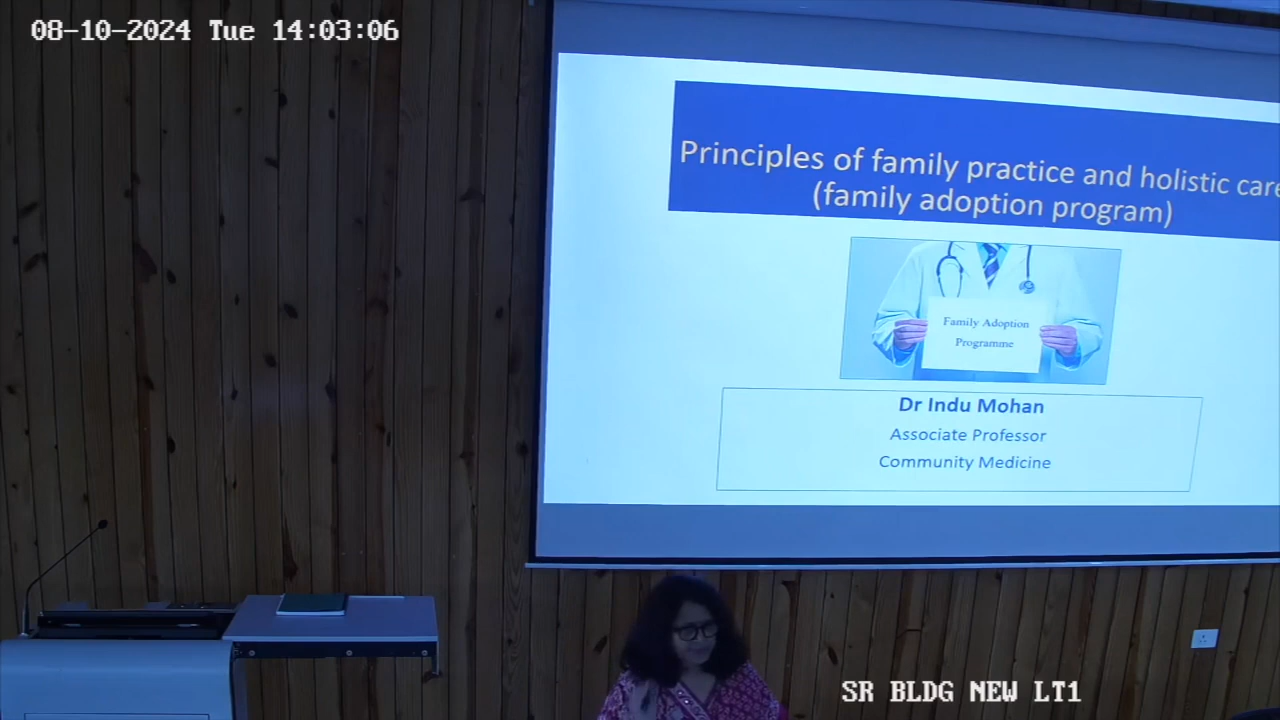 08-10-2024 Tue 14:03:06
Principles of family practice and holistic care
(family adoption program)
Family Adoption
Programme
Dr Indu Mohan
Associate Professor
Community Medicine
SR BLDG NEW LT1